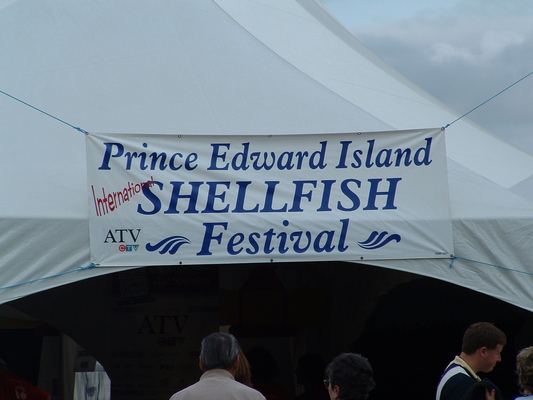 Prince Edward Island
International
SHELLFISH
Festival
ATV
CTV
ATV